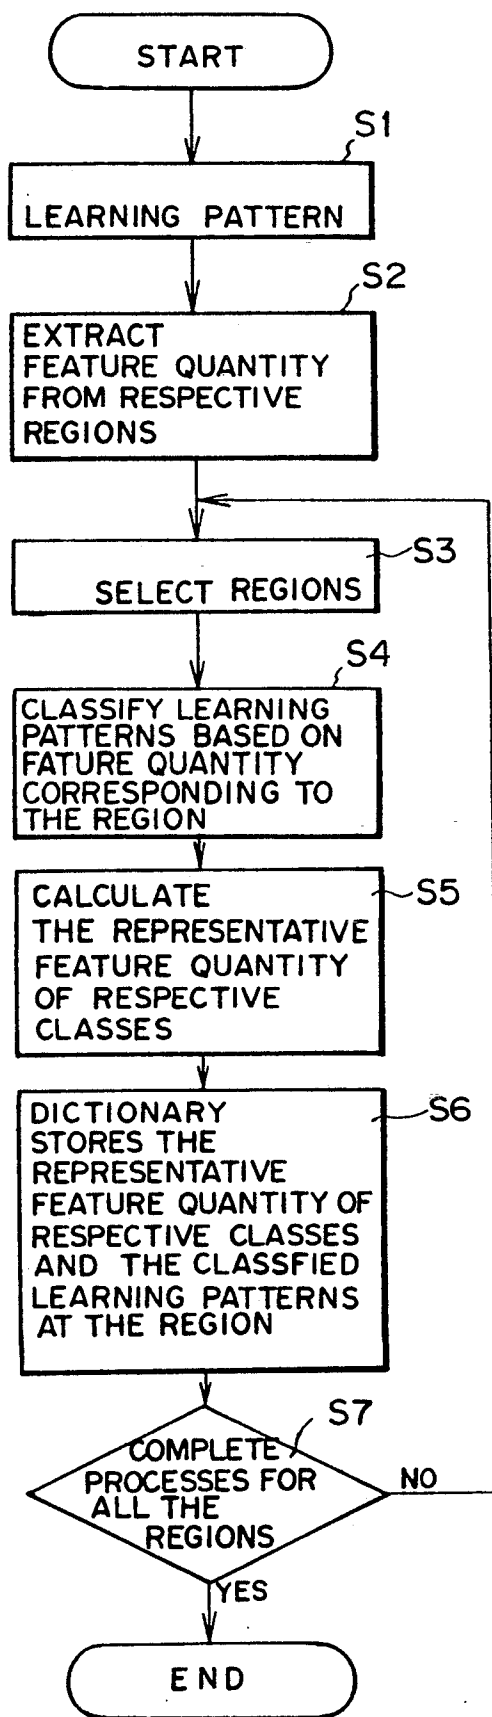 START
S1
LEARNING PATTERN
S2
EXTRACT
FEATURE QUANTITY
FROM RESPECTIVE
REGIONS
S3
SELECT REGIONS
S4
CLASSIFY LEARNING
PATTERNS BASED ON
FATURE QUANTITY
CORRESPONDING TO
THE REGION
S5
CALCULATE
THE REPRESENTATIVE
FEATURE QUANTITY
OF RESPECTIVE
CLASSES
S6
DICTIONARY
STORES THE
REPRESENTATIVE
FEATURE QUANTITY OF
RESPECTIVE CLASSES
AND THE CLASSFIED
LEARNING PATTERNS
AT THE REGION
S7
COMPLETE
PROCESSES FOR
ALL THE
REGIONS
NO
YES
END